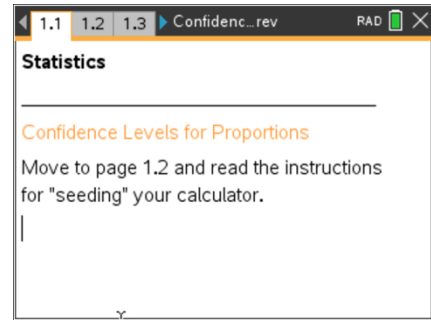 1.1 1.2 1.3 Confidenc...rev RAD
Statistics
Confidence Levels for Proportions
Move to page 1.2 and read the instructions
for "seeding" your calculator.